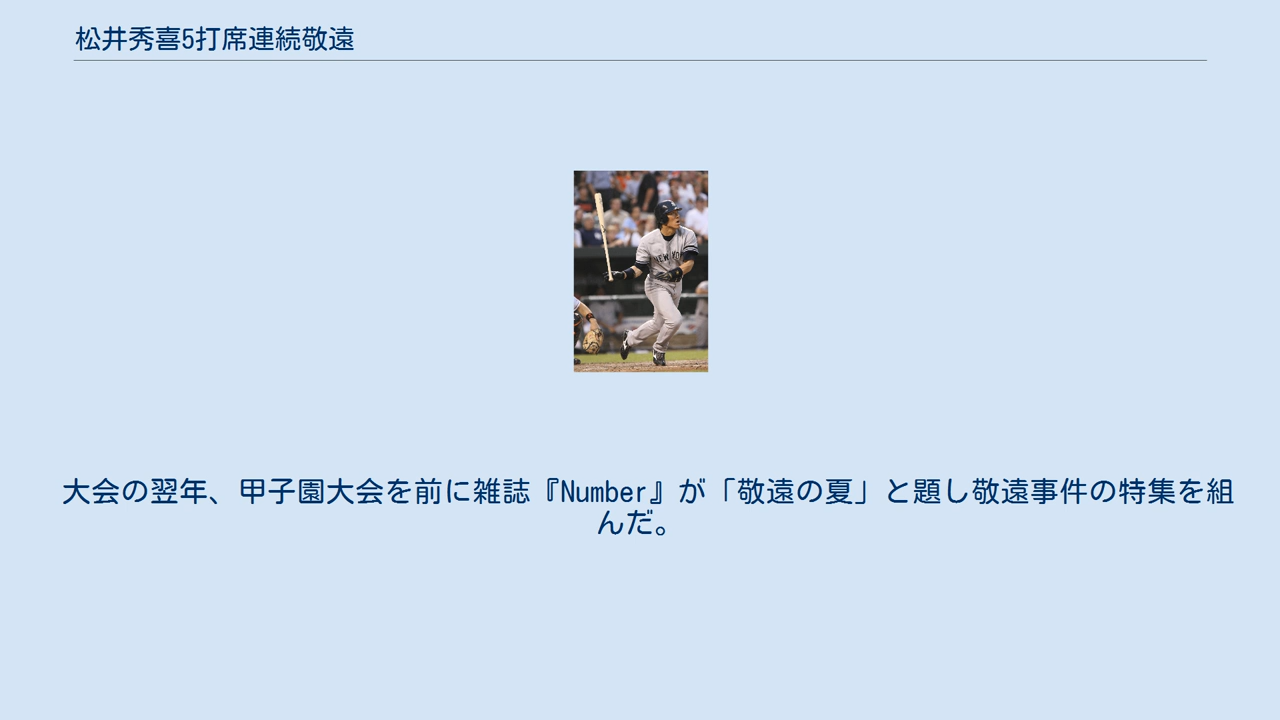 松井秀喜5打席連続敬遠
NEW YO
大会の翌年、甲子園大会を前に雑誌『Number』が「敬遠の夏」と題し敬遠事件の特集を組
んだ。